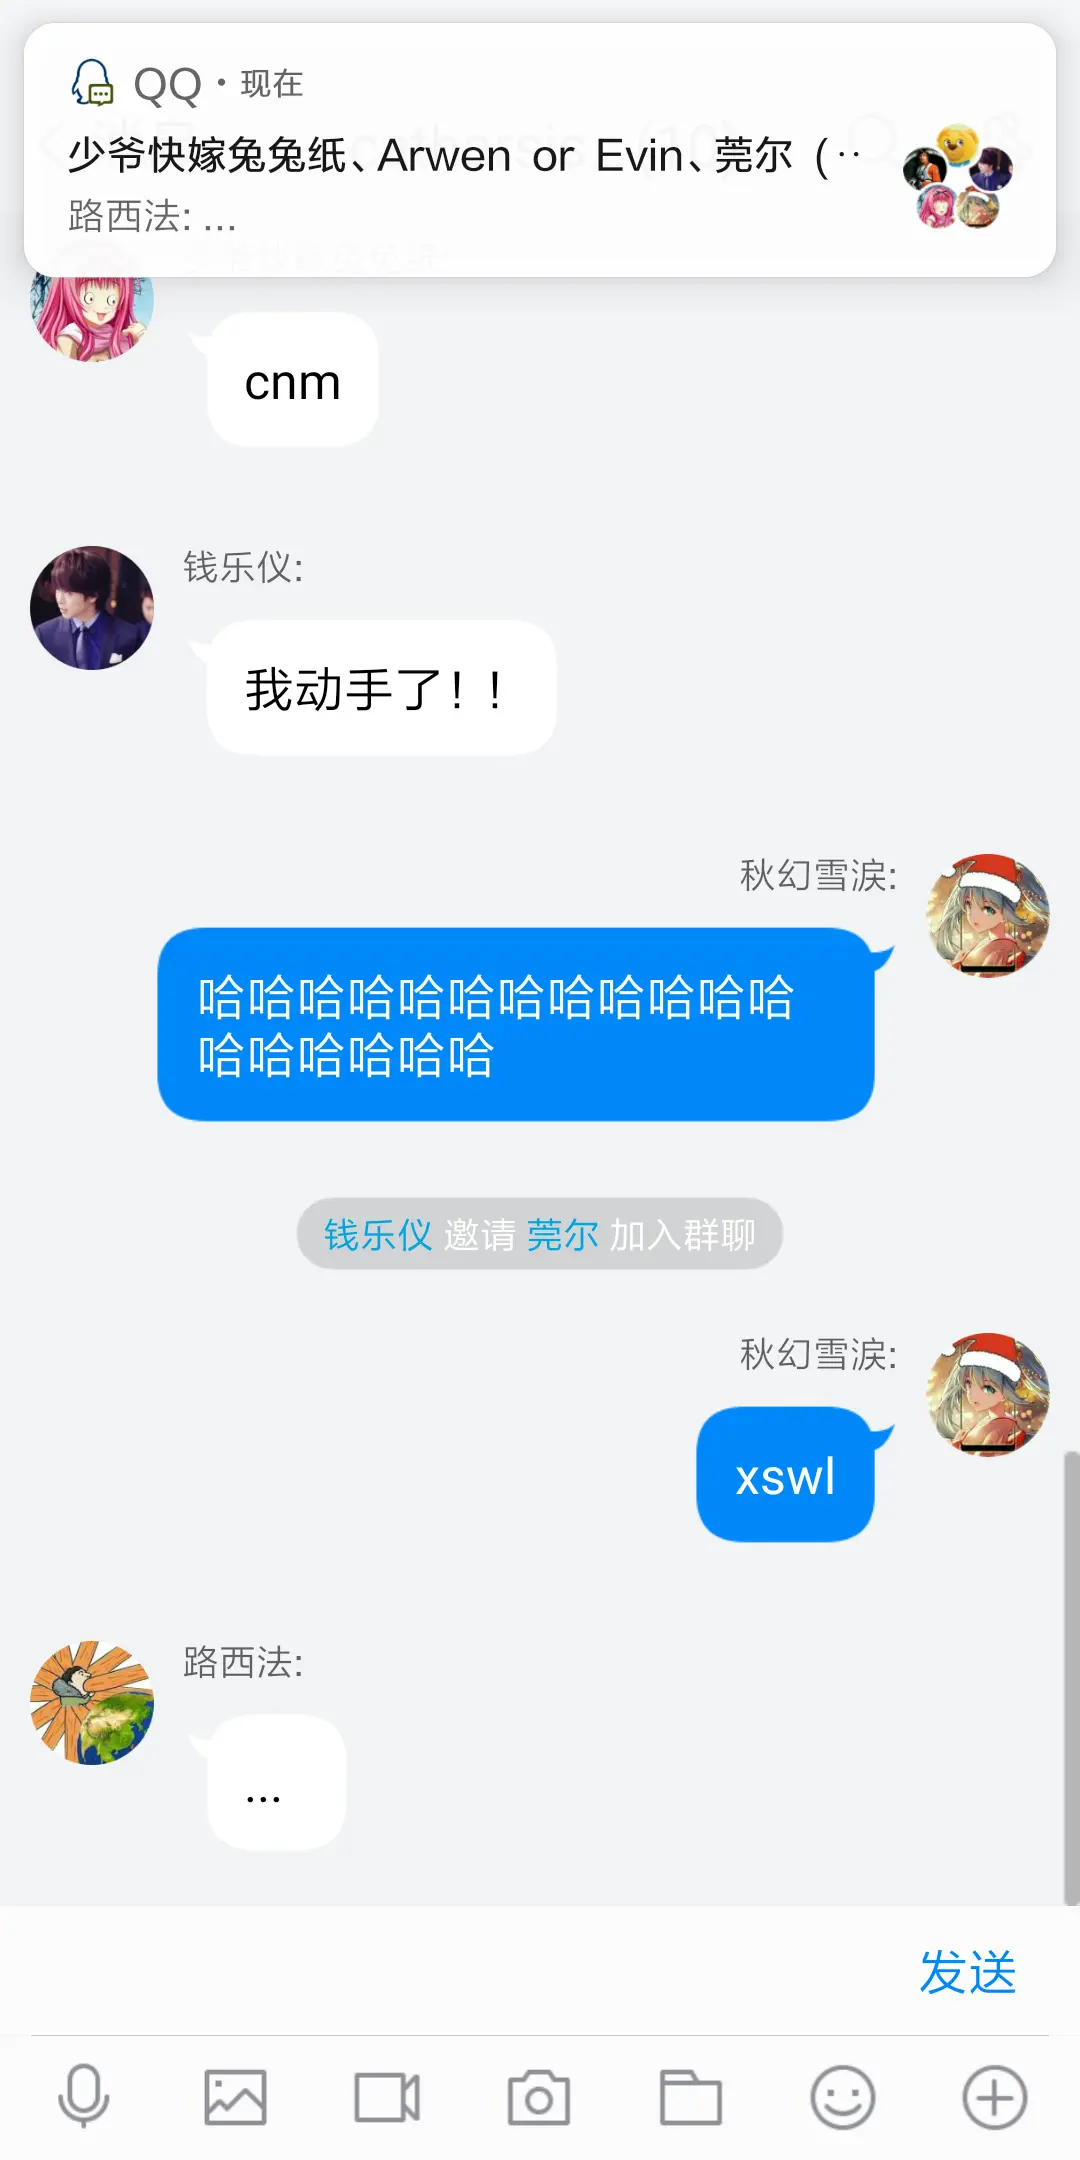 QQ · 现在
少爷快嫁兔兔纸、Arwen or Evin、莞尔 (··
路西法: ...
cnm
钱乐仪:
我动手了！！
秋幻雪淚:
哈哈哈哈哈哈哈哈哈哈哈哈
哈哈哈哈哈哈
钱乐仪 邀请 莞尔 加入群聊
秋幻雪淚:
xswl
路西法:
...
发送